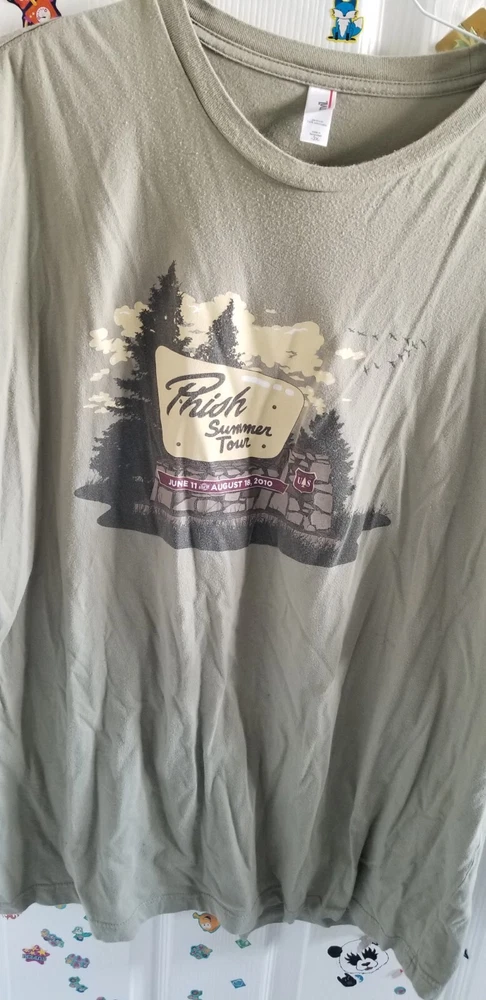 Phish
Summer
Tour
JUNE 11 AUGUST 18, 2010
U S